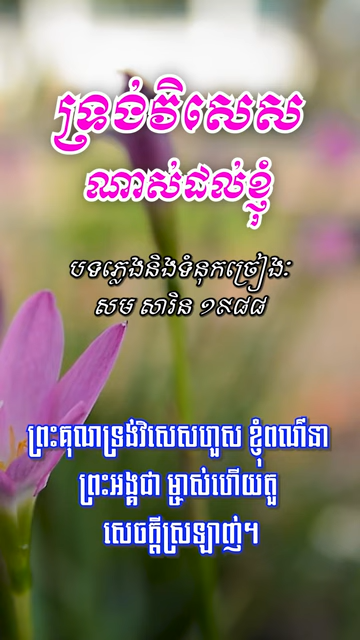 ទ្រង់វិសេស
ណាស់ដល់ខ្ញុំ
បទភ្លេងនិងទំនុកច្រៀង:
សម សារិន ១៩៨៨
ព្រះគុណទ្រង់វិសេសហួស ខ្ញុំពណ៌នា
ព្រះអង្គជា ម្ចាស់ហើយតួ
សេចក្ដីស្រឡាញ់។